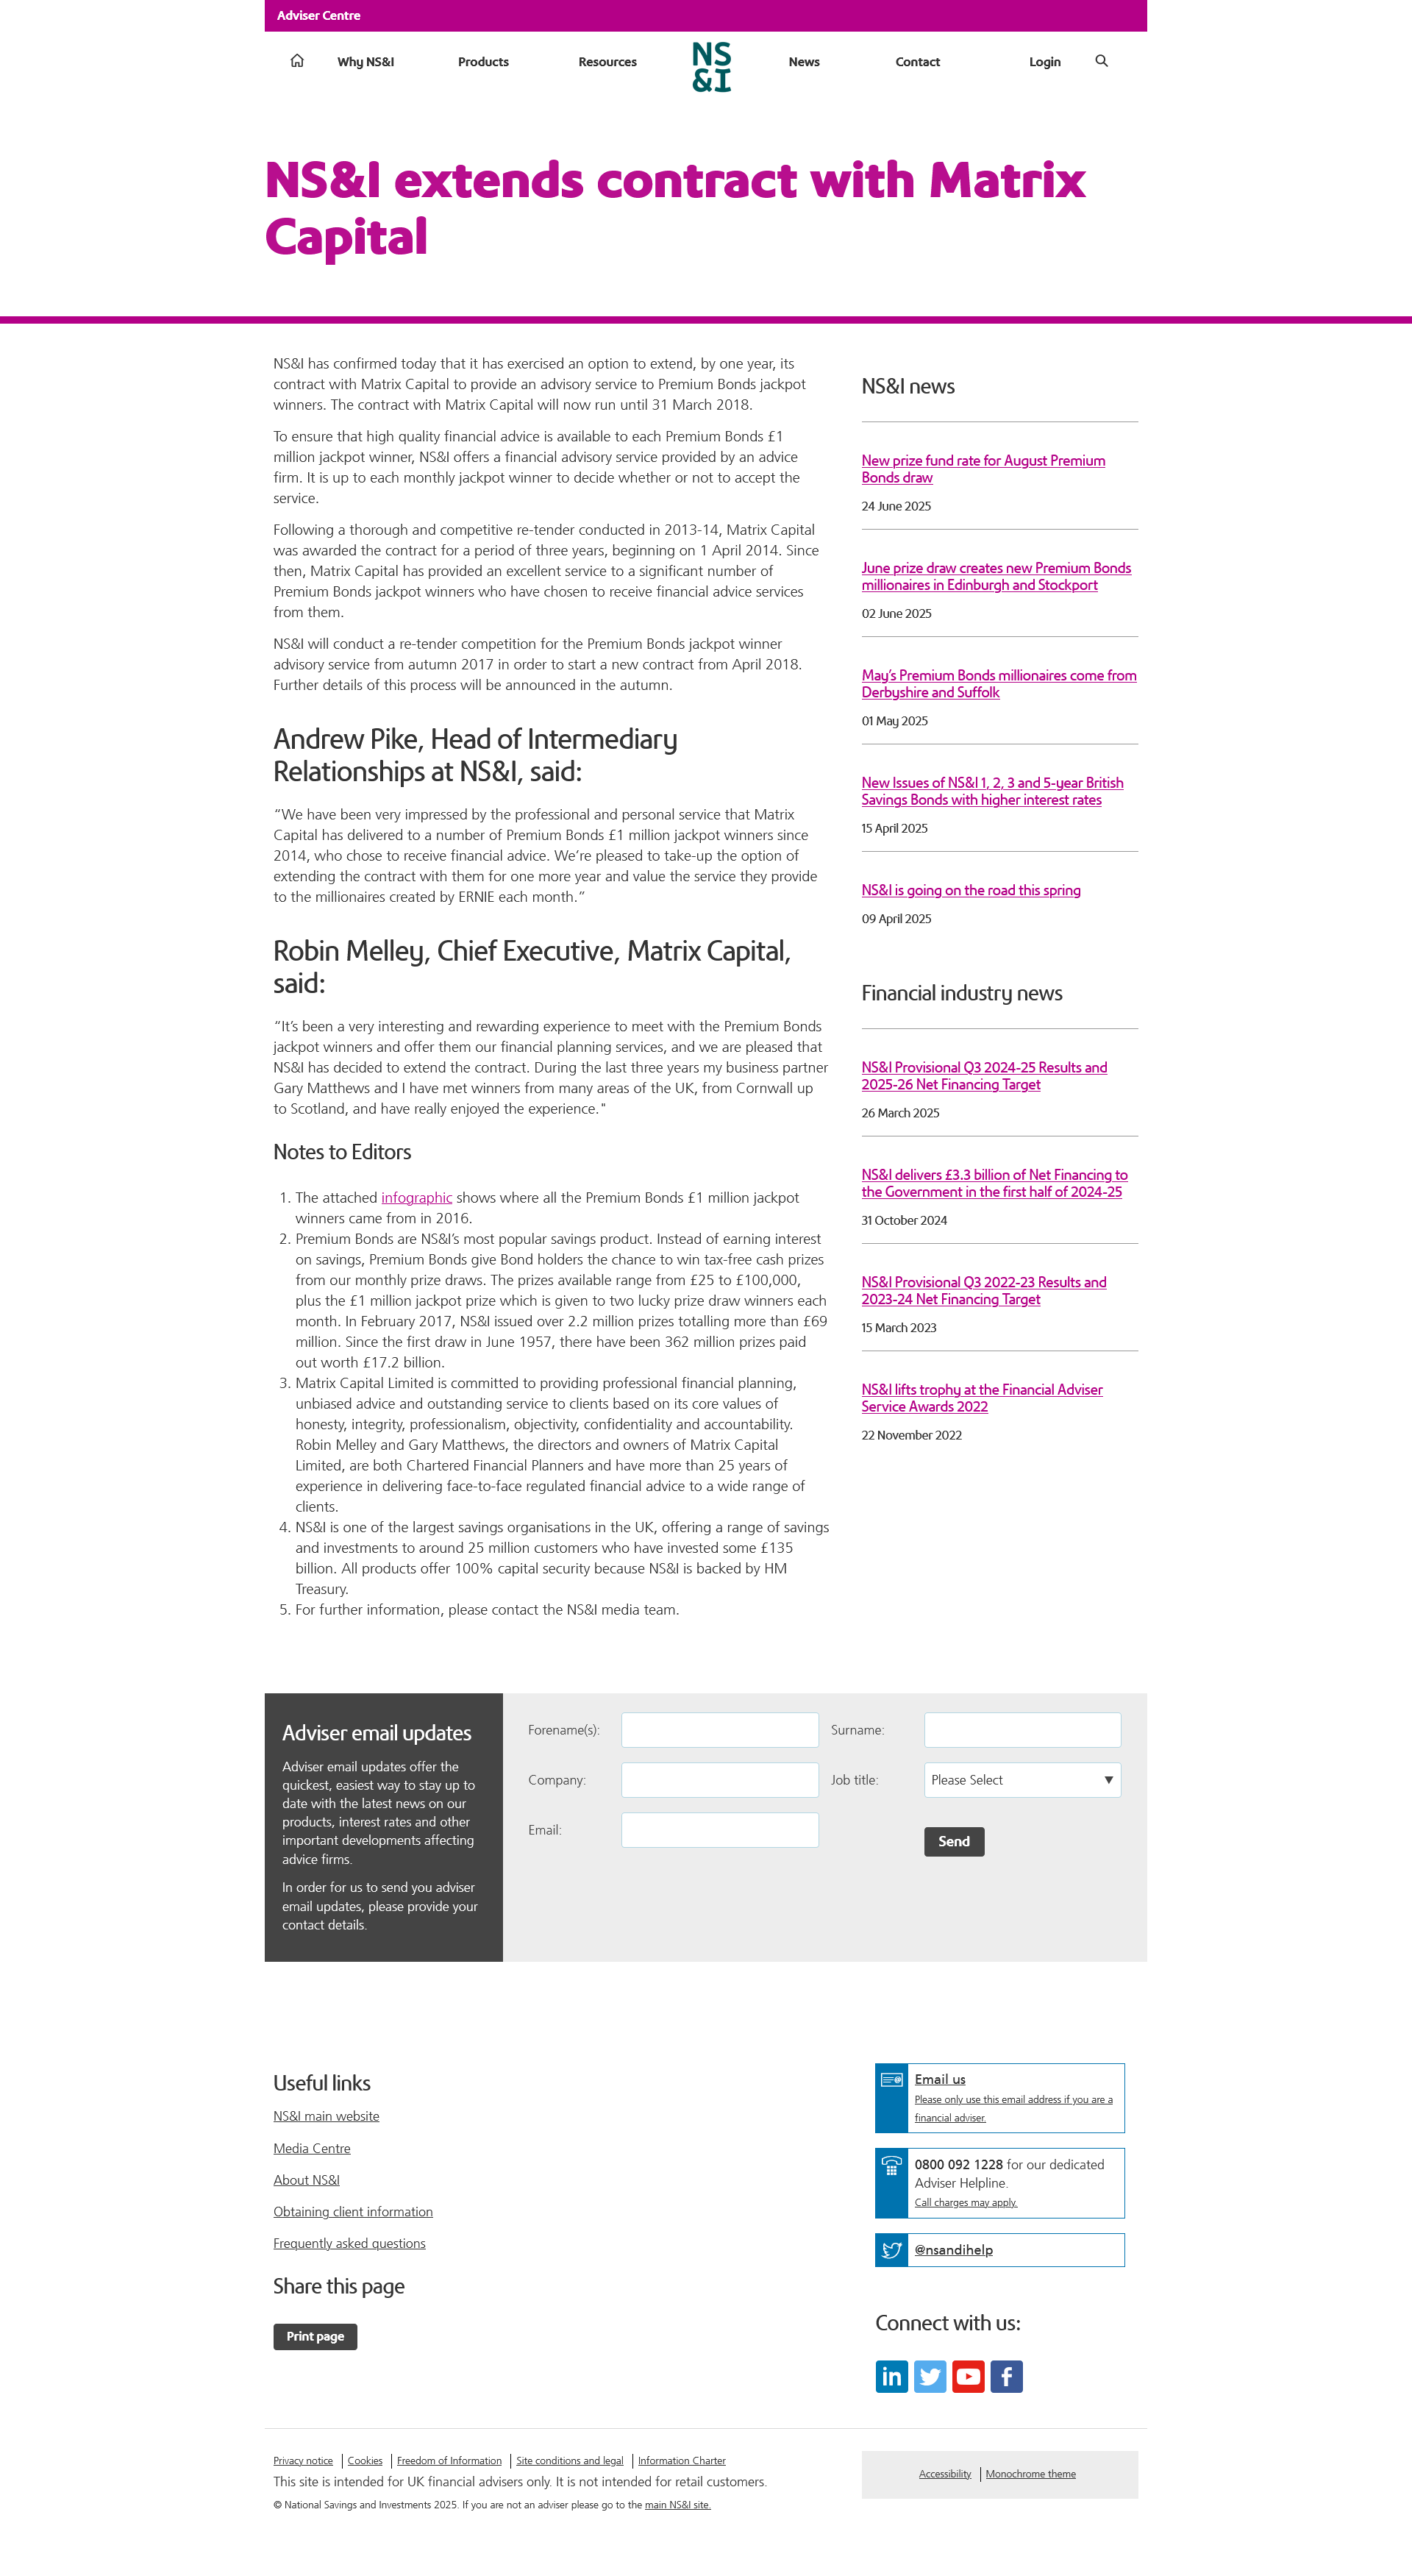 Adviser Centre
Why NS&I
Products
Resources
NS
&I
News
Contact
Login
NS&I extends contract with Matrix
Capital
NS&I has confirmed today that it has exercised an option to extend, by one year, its
contract with Matrix Capital to provide an advisory service to Premium Bonds jackpot
winners. The contract with Matrix Capital will now run until 31 March 2018.
To ensure that high quality financial advice is available to each Premium Bonds £1
million jackpot winner, NS&I offers a financial advisory service provided by an advice
firm. It is up to each monthly jackpot winner to decide whether or not to accept the
service.
Following a thorough and competitive re-tender conducted in 2013-14, Matrix Capital
was awarded the contract for a period of three years, beginning on 1 April 2014. Since
then, Matrix Capital has provided an excellent service to a significant number of
Premium Bonds jackpot winners who have chosen to receive financial advice services
from them.
NS&I will conduct a re-tender competition for the Premium Bonds jackpot winner
advisory service from autumn 2017 in order to start a new contract from April 2018.
Further details of this process will be announced in the autumn.
Andrew Pike, Head of Intermediary
Relationships at NS&I, said:
“We have been very impressed by the professional and personal service that Matrix
Capital has delivered to a number of Premium Bonds £1 million jackpot winners since
2014, who chose to receive financial advice. We’re pleased to take-up the option of
extending the contract with them for one more year and value the service they provide
to the millionaires created by ERNIE each month.”
Robin Melley, Chief Executive, Matrix Capital,
said:
“It’s been a very interesting and rewarding experience to meet with the Premium Bonds
jackpot winners and offer them our financial planning services, and we are pleased that
NS&I has decided to extend the contract. During the last three years my business partner
Gary Matthews and I have met winners from many areas of the UK, from Cornwall up
to Scotland, and have really enjoyed the experience."
Notes to Editors
1. The attached infographic shows where all the Premium Bonds £1 million jackpot
winners came from in 2016.
2. Premium Bonds are NS&I’s most popular savings product. Instead of earning interest
on savings, Premium Bonds give Bond holders the chance to win tax-free cash prizes
from our monthly prize draws. The prizes available range from £25 to £100,000,
plus the £1 million jackpot prize which is given to two lucky prize draw winners each
month. In February 2017, NS&I issued over 2.2 million prizes totalling more than £69
million. Since the first draw in June 1957, there have been 362 million prizes paid
out worth £17.2 billion.
3. Matrix Capital Limited is committed to providing professional financial planning,
unbiased advice and outstanding service to clients based on its core values of
honesty, integrity, professionalism, objectivity, confidentiality and accountability.
Robin Melley and Gary Matthews, the directors and owners of Matrix Capital
Limited, are both Chartered Financial Planners and have more than 25 years of
experience in delivering face-to-face regulated financial advice to a wide range of
clients.
4. NS&I is one of the largest savings organisations in the UK, offering a range of savings
and investments to around 25 million customers who have invested some £135
billion. All products offer 100% capital security because NS&I is backed by HM
Treasury.
5. For further information, please contact the NS&I media team.
NS&I news
New prize fund rate for August Premium
Bonds draw
24 June 2025
June prize draw creates new Premium Bonds
millionaires in Edinburgh and Stockport
02 June 2025
May’s Premium Bonds millionaires come from
Derbyshire and Suffolk
01 May 2025
New Issues of NS&I 1, 2, 3 and 5-year British
Savings Bonds with higher interest rates
15 April 2025
NS&I is going on the road this spring
09 April 2025
Financial industry news
NS&I Provisional Q3 2024-25 Results and
2025-26 Net Financing Target
26 March 2025
NS&I delivers £3.3 billion of Net Financing to
the Government in the first half of 2024-25
31 October 2024
NS&I Provisional Q3 2022-23 Results and
2023-24 Net Financing Target
15 March 2023
NS&I lifts trophy at the Financial Adviser
Service Awards 2022
22 November 2022
Adviser email updates
Adviser email updates offer the
quickest, easiest way to stay up to
date with the latest news on our
products, interest rates and other
important developments affecting
advice firms.
In order for us to send you adviser
email updates, please provide your
contact details.
Forename(s):
Surname:
Company:
Job title:
Please Select
Email:
Send
Useful links
NS&I main website
Media Centre
About NS&I
Obtaining client information
Frequently asked questions
Share this page
Print page
Email us
Please only use this email address if you are a
financial adviser.
0800 092 1228 for our dedicated
Adviser Helpline.
Call charges may apply.
@nsandihelp
Connect with us:
Privacy notice | Cookies | Freedom of Information | Site conditions and legal | Information Charter
This site is intended for UK financial advisers only. It is not intended for retail customers.
© National Savings and Investments 2025. If you are not an adviser please go to the main NS&I site.
Accessibility | Monochrome theme